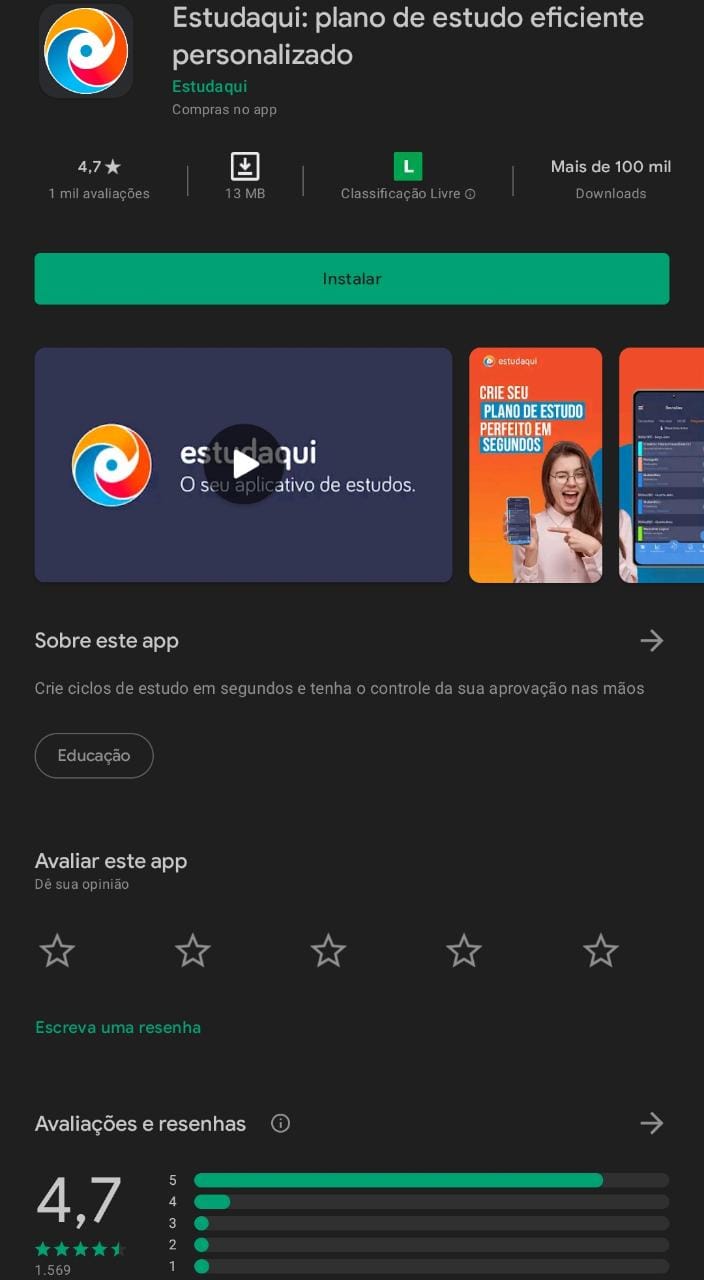 Estudaqui: plano de estudo eficiente
personalizado
Estudaqui
Compras no app
4,7★
1 mil avaliações
13 MB
L
Classificação Livre
Mais de 100 mil
Downloads
Instalar
estudaqui
O seu aplicativo de estudos.
estudaqui
CRIE SEU
PLANO DE ESTUDO
PERFEITO EM
SEGUNDOS
Sobre este app
Crie ciclos de estudo em segundos e tenha o controle da sua aprovação nas mãos
Educação
Avaliar este app
Dê sua opinião
Escreva uma resenha
Avaliações e resenhas
4,7
1.569
5
4
3
2
1